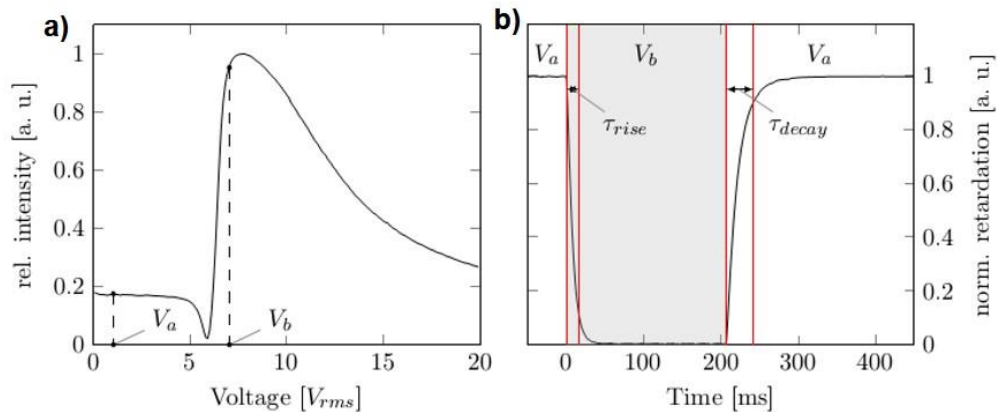 a)
rel. intensity [a. u.]
1
0.8
0.6
0.4
0.2
0
V_a
V_b
0 5 10 15 20
Voltage [V_rms]
b)
V_a V_b V_a
τ_rise
τ_decay
1
0.8
0.6
0.4
0.2
0
norm. retardation [a. u.]
0 100 200 300 400
Time [ms]